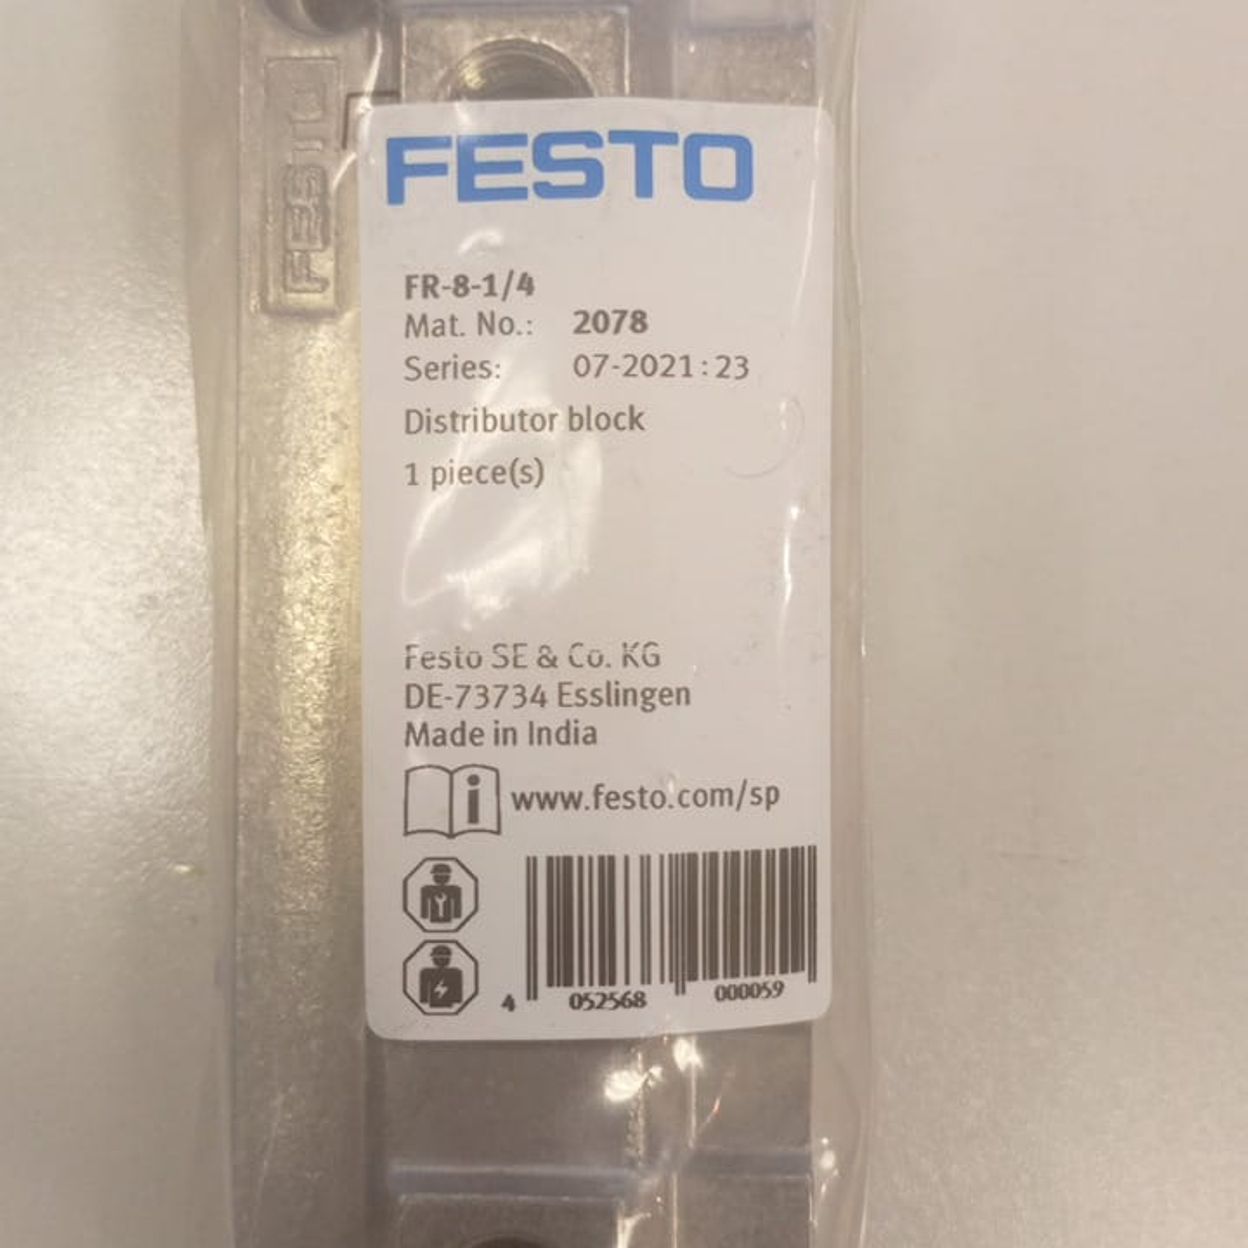 FESTO
FESTO
FR-8-1/4
Mat. No.: 2078
Series: 07-2021:23
Distributor block
1 piece(s)
Festo SE & Co. KG
DE-73734 Esslingen
Made in India
i www.festo.com/sp
4 052568 000059